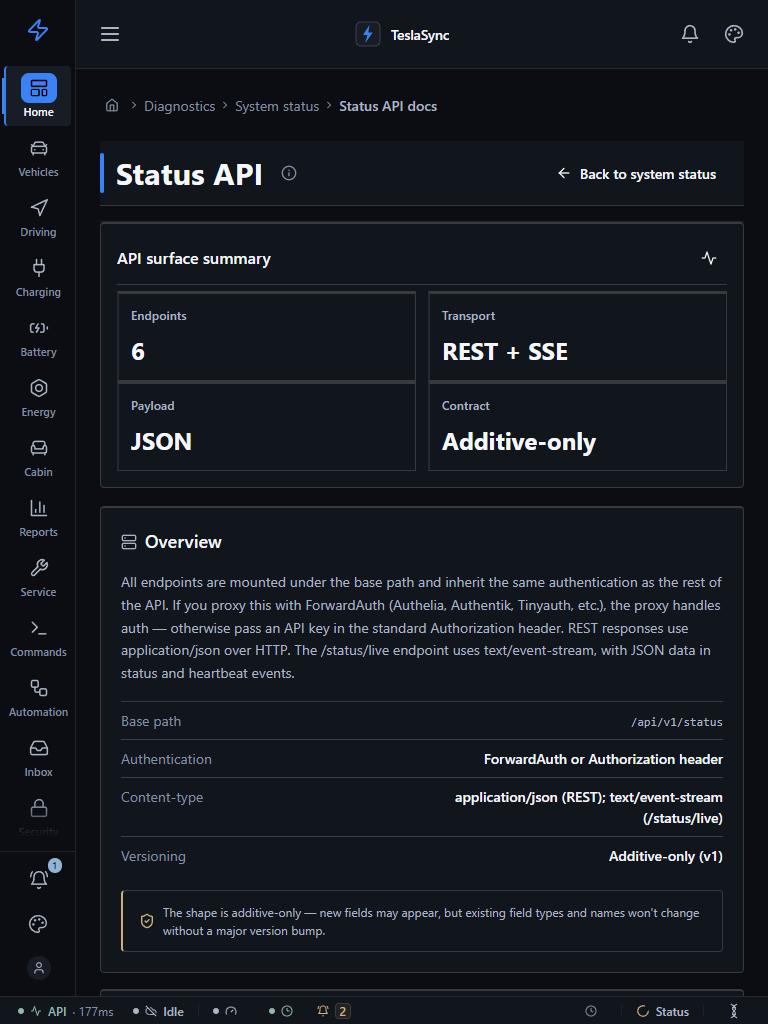 TeslaSync
Home
Vehicles
Driving
Charging
Battery
Energy
Cabin
Reports
Service
Commands
Automation
Inbox
Security
1
Diagnostics > System status > Status API docs
Status API
Back to system status
API surface summary
Endpoints
6
Transport
REST + SSE
Payload
JSON
Contract
Additive-only
Overview
All endpoints are mounted under the base path and inherit the same authentication as the rest of
the API. If you proxy this with ForwardAuth (Authelia, Authentik, Tinyauth, etc.), the proxy handles
auth — otherwise pass an API key in the standard Authorization header. REST responses use
application/json over HTTP. The /status/live endpoint uses text/event-stream, with JSON data in
status and heartbeat events.
Base path /api/v1/status
Authentication ForwardAuth or Authorization header
Content-type application/json (REST); text/event-stream
(/status/live)
Versioning Additive-only (v1)
The shape is additive-only — new fields may appear, but existing field types and names won't change
without a major version bump.
API · 177ms Idle 2 Status